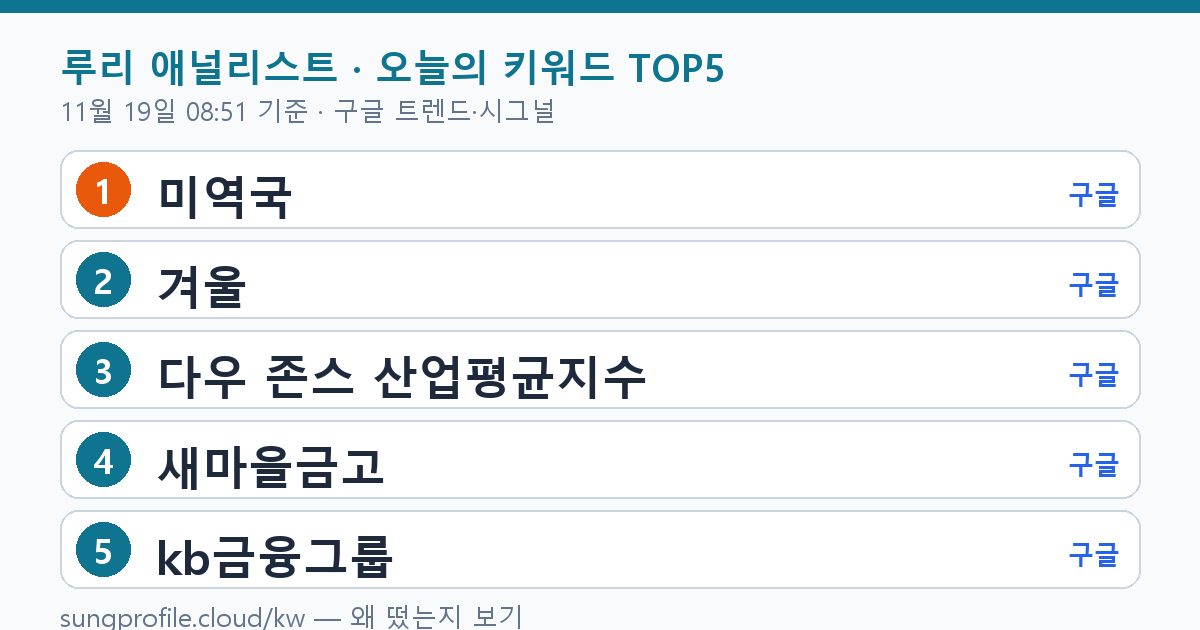 루리 애널리스트 · 오늘의 키워드 TOP5
11월 19일 08:51 기준 · 구글 트렌드·시그널
1 미역국 구글
2 겨울 구글
3 다우 존스 산업평균지수 구글
4 새마을금고 구글
5 kb금융그룹 구글
sungprofile.cloud/kw — 왜 떴는지 보기